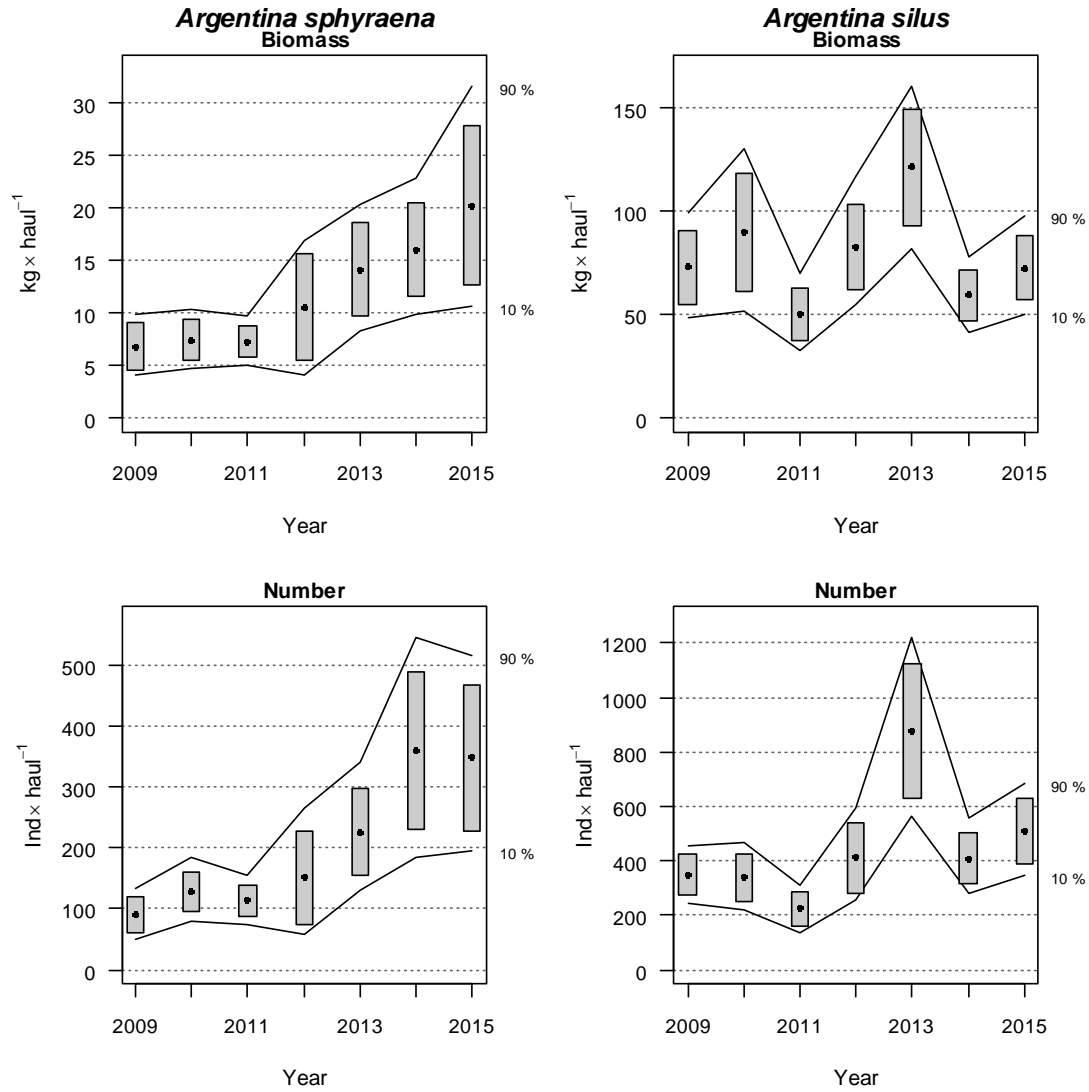 Argentina sphyraena
Biomass
30
25
20
15
10
5
0
kg × haul⁻¹
90 %
10 %
2009 2011 2013 2015
Year
Argentina silus
Biomass
150
100
50
0
kg × haul⁻¹
90 %
10 %
2009 2011 2013 2015
Year
Number
500
400
300
200
100
0
Ind × haul⁻¹
90 %
10 %
2009 2011 2013 2015
Year
Number
1200
1000
800
600
400
200
0
Ind × haul⁻¹
90 %
10 %
2009 2011 2013 2015
Year